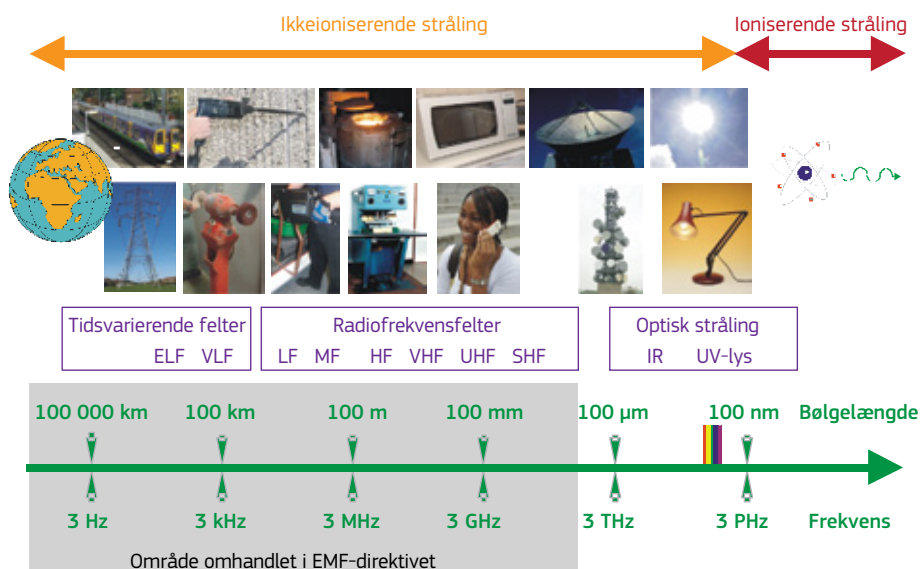 Ikkeioniserende stråling Ioniserende stråling
Tidsvarierende felter Radiofrekvensfelter Optisk stråling
ELF VLF LF MF HF VHF UHF SHF IR UV-lys
100 000 km 100 km 100 m 100 mm 100 µm 100 nm Bølgelængde
3 Hz 3 kHz 3 MHz 3 GHz 3 THz 3 PHz Frekvens
Område omhandlet i EMF-direktivet